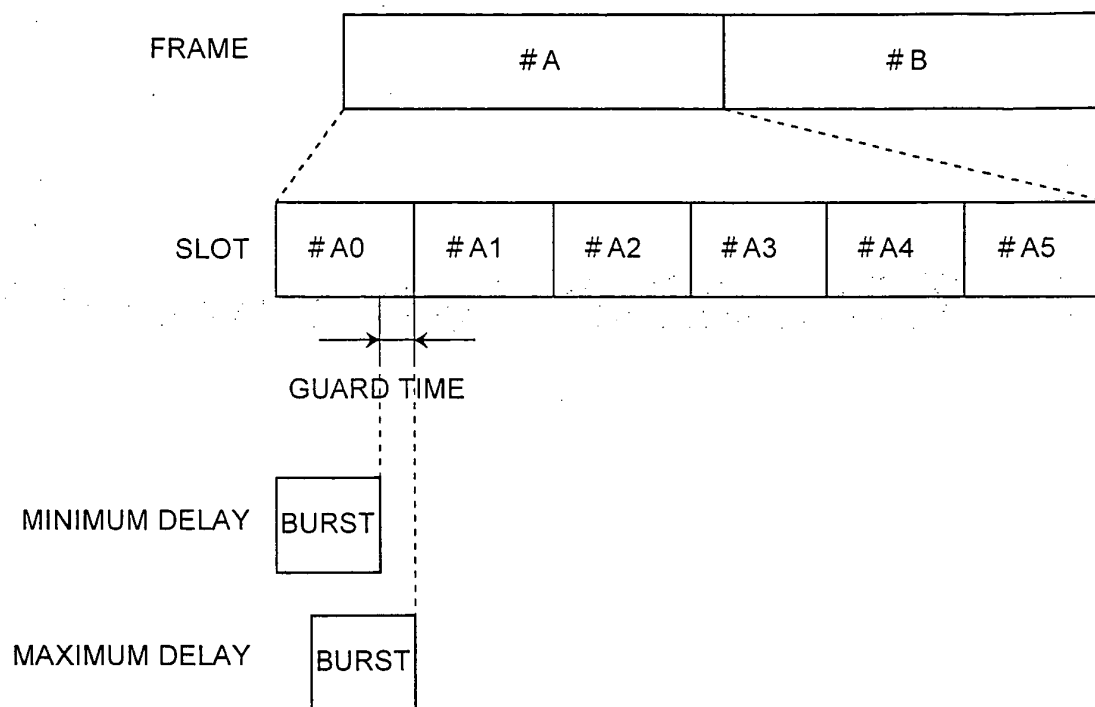 FRAME
#A
#B
SLOT
#A0
#A1
#A2
#A3
#A4
#A5
GUARD TIME
MINIMUM DELAY
BURST
MAXIMUM DELAY
BURST